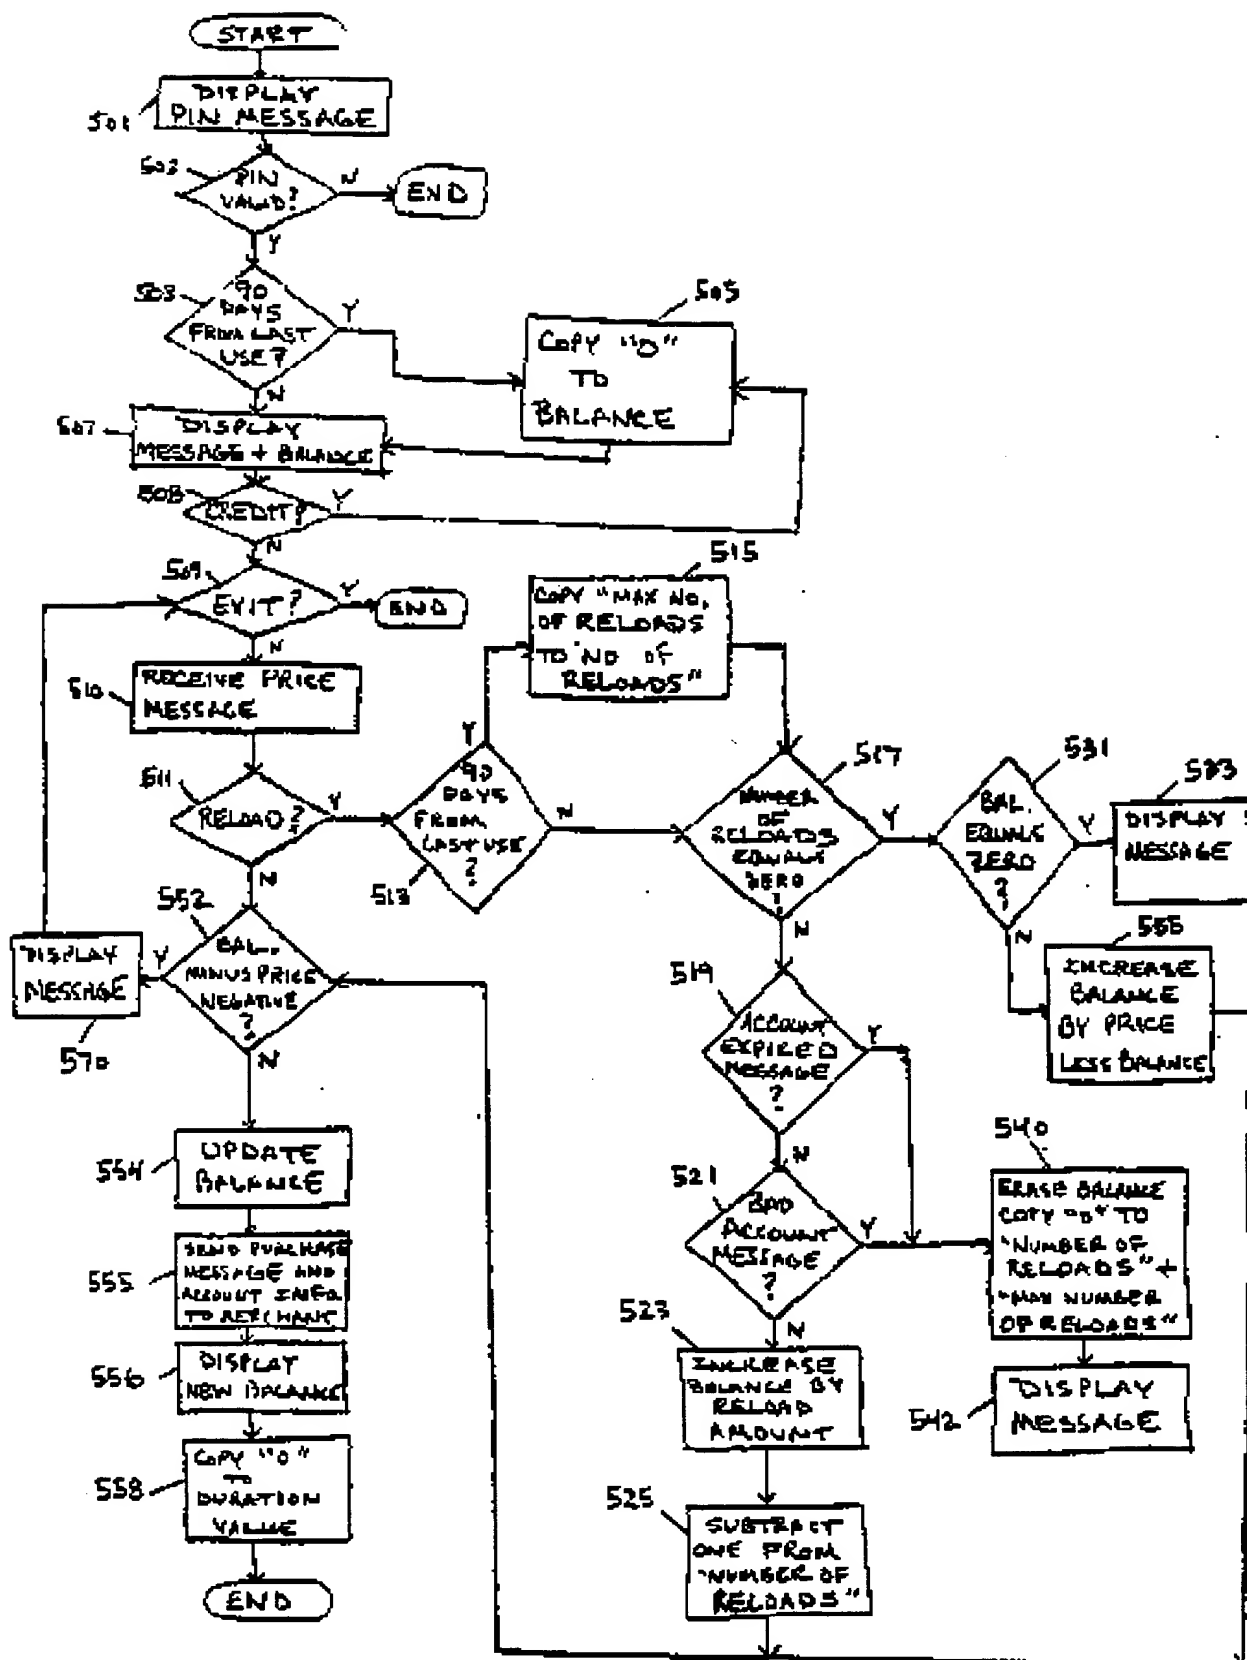 START
DISPLAY
PIN MESSAGE
501
502
PIN
VALID?
N
END
Y
503
90
DAYS
FROM LAST
USE?
Y
N
505
COPY "0"
TO
BALANCE
507
DISPLAY
MESSAGE + BALANCE
508
CREDIT?
Y
N
509
EXIT?
Y
END
N
510
RECEIVE PRICE
MESSAGE
511
RELOAD?
Y
N
513
90
DAYS
FROM
LAST USE
?
Y
N
515
COPY "MAX NO.
OF RELOADS
TO "NO OF
RELOADS"
517
NUMBER
OF
RELOADS
EQUALS
ZERO
?
Y
N
531
BAL.
EQUALS
ZERO
?
Y
N
533
DISPLAY
MESSAGE
535
INCREASE
BALANCE
BY PRICE
LESS BALANCE
519
ACCOUNT
EXPIRED
MESSAGE
?
Y
N
521
BAD
ACCOUNT
MESSAGE
?
Y
N
540
ERASE BALANCE
COPY "0" TO
"NUMBER OF
RELOADS" +
"MAX NUMBER
OF RELOADS"
542
DISPLAY
MESSAGE
523
INCREASE
BALANCE BY
RELOAD
AMOUNT
525
SUBTRACT
ONE FROM
"NUMBER OF
RELOADS"
552
BAL.
MINUS PRICE
NEGATIVE
?
Y
N
DISPLAY
MESSAGE
570
554
UPDATE
BALANCE
555
SEND PURCHASE
MESSAGE AND
ACCOUNT INFO.
TO MERCHANT
556
DISPLAY
NEW BALANCE
558
COPY "0"
TO
DURATION
VALUE
END